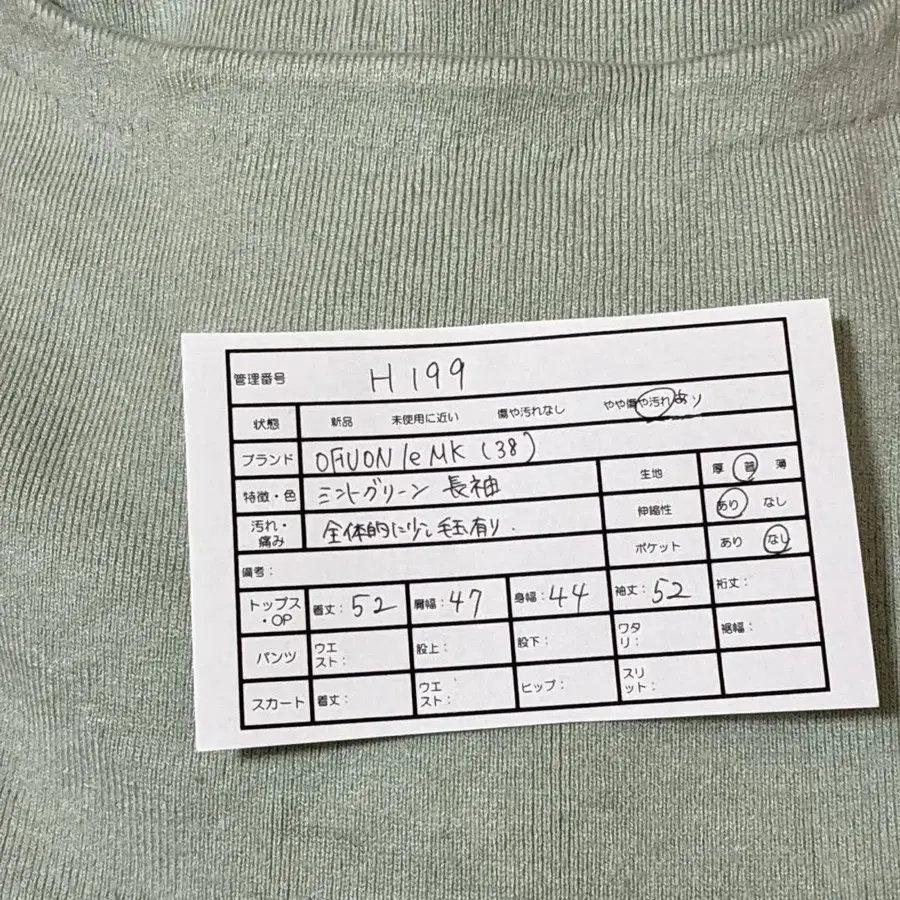 管理番号 H199
状態 新品 未使用に近い 傷や汚れなし やや傷や汚れあり
ブランド OFUON/e MK (38)
特徴・色 ミントグリーン 長袖 生地 厚 普 薄
汚れ・痛み 全体的に少し毛玉有り. 伸縮性 あり なし
ポケット あり なし
備考:
トップス・OP 着丈:52 肩幅:47 身幅:44 袖丈:52 裄丈:
パンツ ウエスト: 股上: 股下: ワタリ: 裾幅:
スカート 着丈: ウエスト: ヒップ: スリット: